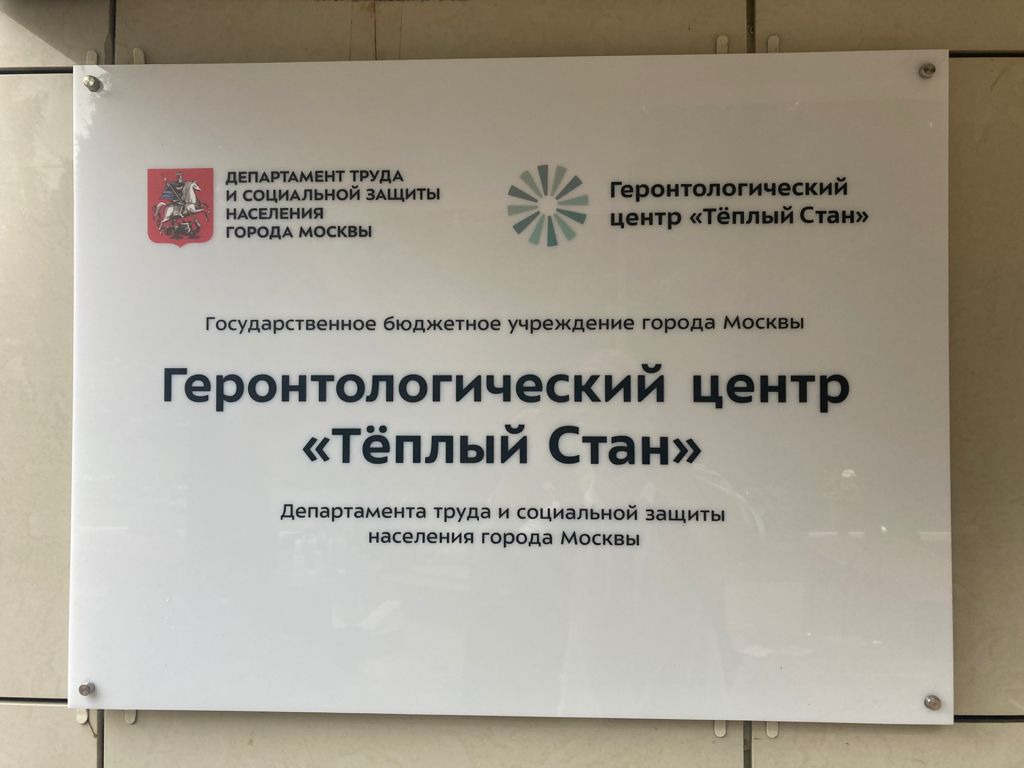 ДЕПАРТАМЕНТ ТРУДА
И СОЦИАЛЬНОЙ ЗАЩИТЫ
НАСЕЛЕНИЯ
ГОРОДА МОСКВЫ
Геронтологический
центр «Тёплый Стан»
Государственное бюджетное учреждение города Москвы
Геронтологический центр
«Тёплый Стан»
Департамента труда и социальной защиты
населения города Москвы